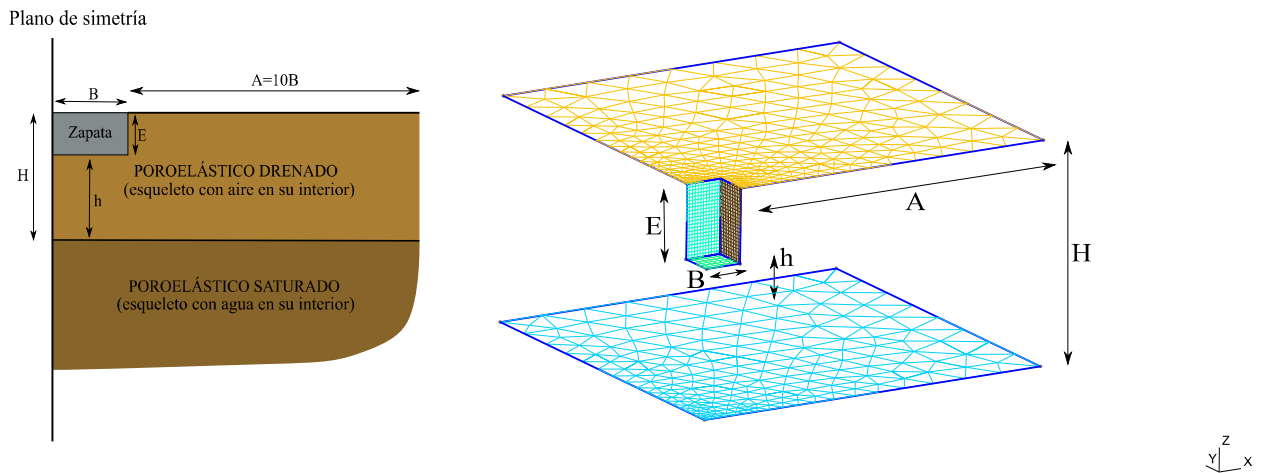 Plano de simetría
A=10B
B
Zapata
E
H
POROELÁSTICO DRENADO
(esqueleto con aire en su interior)
h
POROELÁSTICO SATURADO
(esqueleto con agua en su interior)
E
A
B
h
H
Z
Y
X